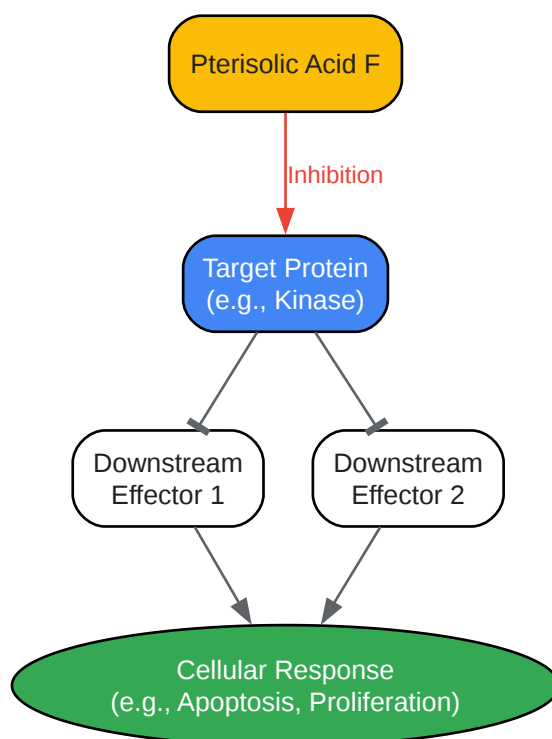 Pterisolic Acid F
Inhibition
Target Protein
(e.g., Kinase)
Downstream
Effector 1
Downstream
Effector 2
Cellular Response
(e.g., Apoptosis, Proliferation)